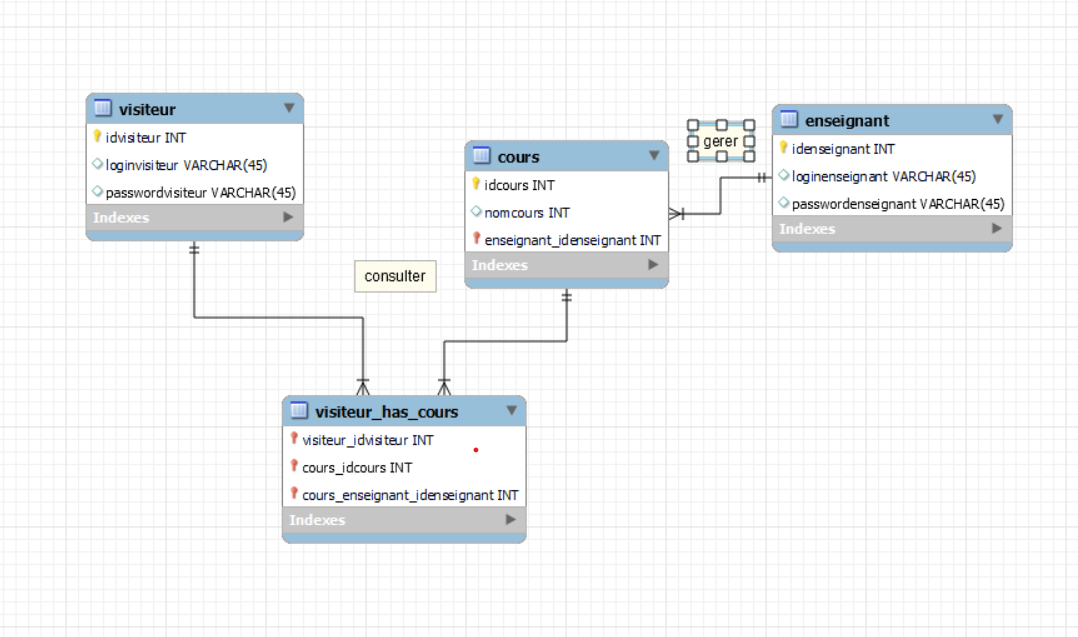 visiteur
idvisiteur INT
loginvisiteur VARCHAR(45)
passwordvisiteur VARCHAR(45)
Indexes
cours
idcours INT
nomcours INT
enseignant_idenseignant INT
Indexes
gerer
enseignant
idenseignant INT
loginenseignant VARCHAR(45)
passwordenseignant VARCHAR(45)
Indexes
consulter
visiteur_has_cours
visiteur_idvisiteur INT
cours_idcours INT
cours_enseignant_idenseignant INT
Indexes